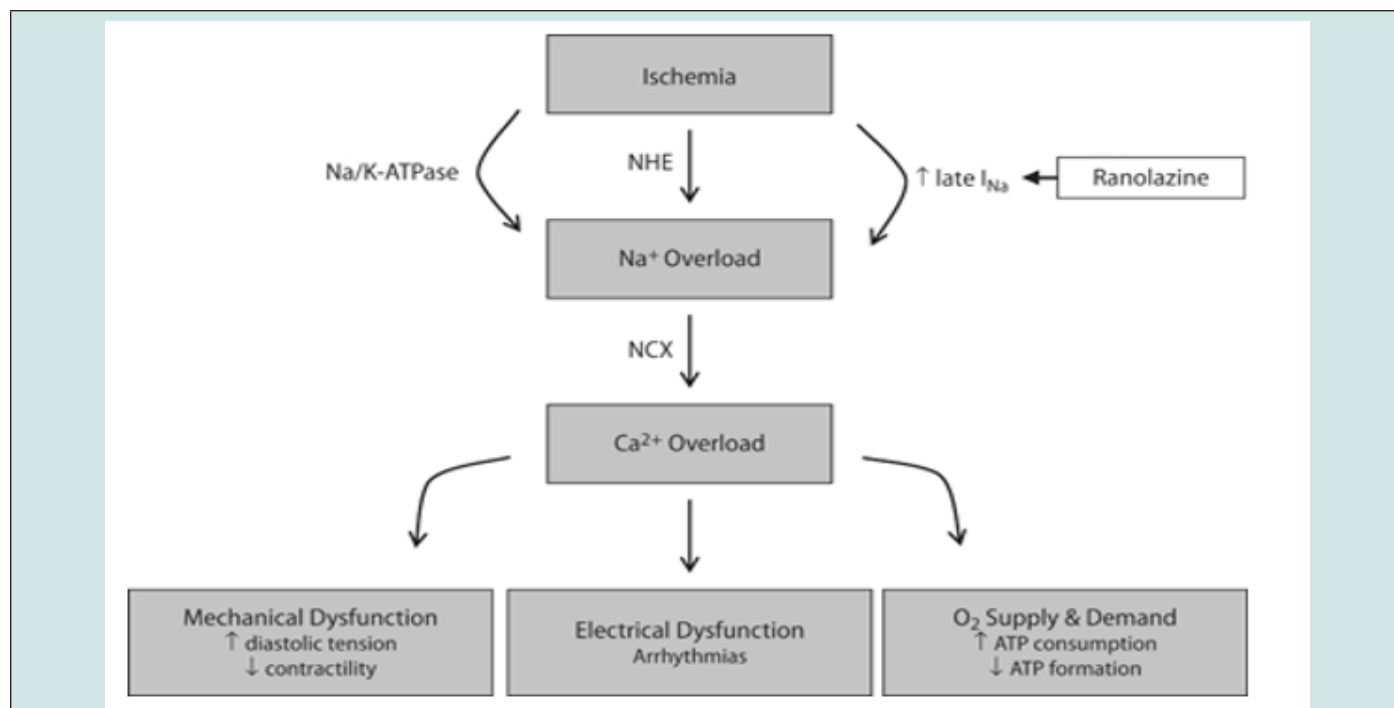 Ischemia
Na/K-ATPase
NHE
↑ late I_Na
Ranolazine
Na⁺ Overload
NCX
Ca²⁺ Overload
Mechanical Dysfunction
↑ diastolic tension
↓ contractility
Electrical Dysfunction
Arrhythmias
O₂ Supply & Demand
↑ ATP consumption
↓ ATP formation